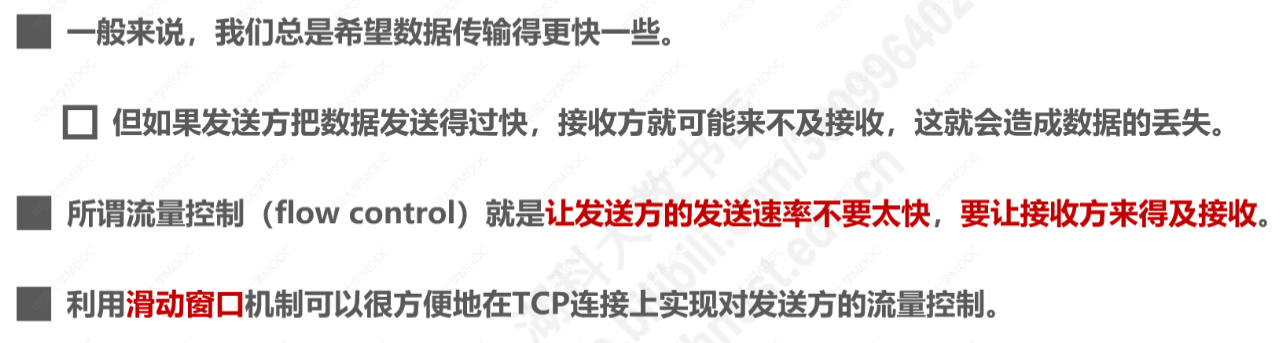 一般来说，我们总是希望数据传输得更快一些。
但如果发送方把数据发送得过快，接收方就可能来不及接收，这就会造成数据的丢失。
所谓流量控制（flow control）就是让发送方的发送速率不要太快，要让接收方来得及接收。
利用滑动窗口机制可以很方便地在TCP连接上实现对发送方的流量控制。